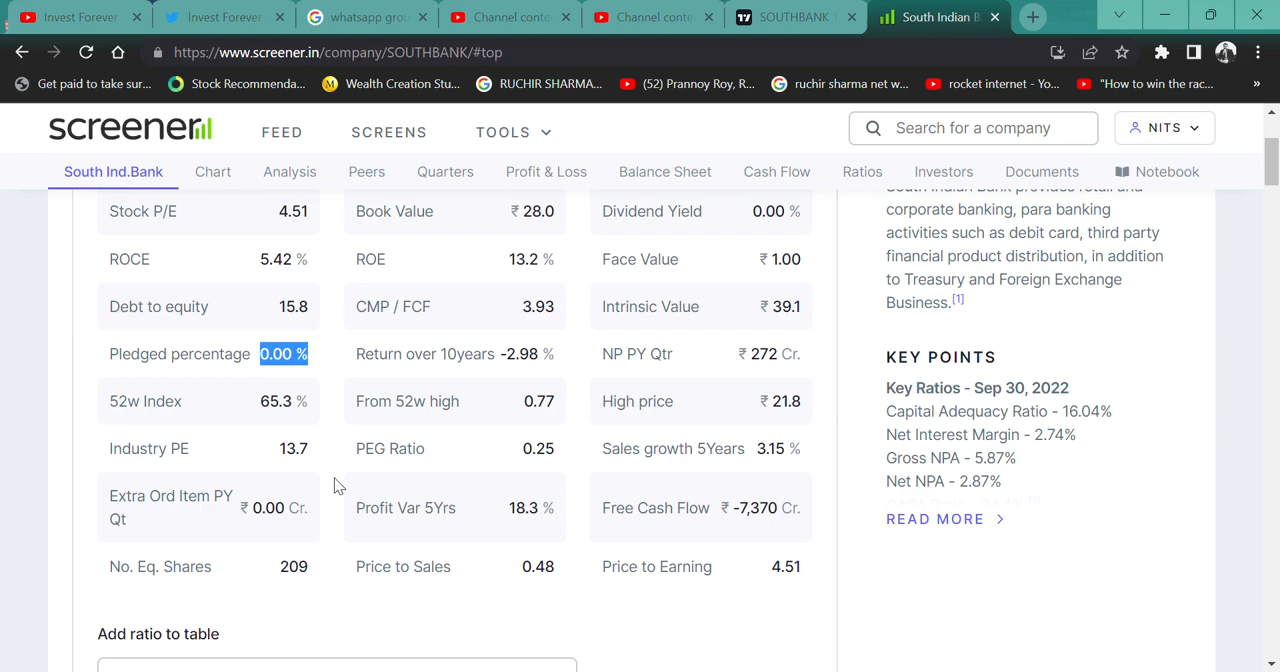 Invest Forever
Invest Forever
whatsapp grou
Channel conte
Channel conte
SOUTHBANK
South Indian B
https://www.screener.in/company/SOUTHBANK/#top
Get paid to take sur...
Stock Recommenda...
Wealth Creation Stu...
RUCHIR SHARMA...
(52) Prannoy Roy, R...
ruchir sharma net w...
rocket internet - Yo...
"How to win the rac...
»
screener
FEED
SCREENS
TOOLS
Search for a company
NITS
South Ind.Bank
Chart
Analysis
Peers
Quarters
Profit & Loss
Balance Sheet
Cash Flow
Ratios
Investors
Documents
Notebook
Stock P/E 4.51
Book Value ₹ 28.0
Dividend Yield 0.00 %
ROCE 5.42 %
ROE 13.2 %
Face Value ₹ 1.00
Debt to equity 15.8
CMP / FCF 3.93
Intrinsic Value ₹ 39.1
Pledged percentage 0.00 %
Return over 10years -2.98 %
NP PY Qtr ₹ 272 Cr.
52w Index 65.3 %
From 52w high 0.77
High price ₹ 21.8
Industry PE 13.7
PEG Ratio 0.25
Sales growth 5Years 3.15 %
Extra Ord Item PY
Qt ₹ 0.00 Cr.
Profit Var 5Yrs 18.3 %
Free Cash Flow ₹ -7,370 Cr.
No. Eq. Shares 209
Price to Sales 0.48
Price to Earning 4.51
Add ratio to table
South Indian Bank provides retail and
corporate banking, para banking
activities such as debit card, third party
financial product distribution, in addition
to Treasury and Foreign Exchange
Business.[1]
KEY POINTS
Key Ratios - Sep 30, 2022
Capital Adequacy Ratio - 16.04%
Net Interest Margin - 2.74%
Gross NPA - 5.87%
Net NPA - 2.87%
READ MORE